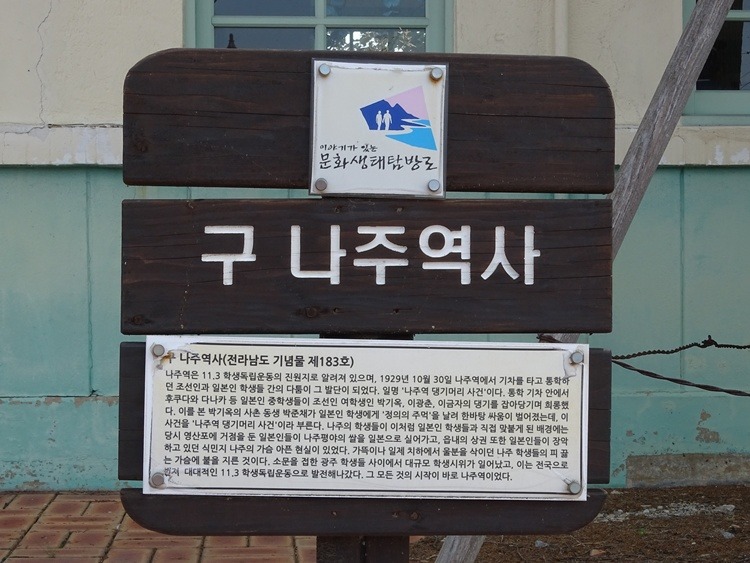 이야기가 있는
문화생태탐방로
구 나주역사
구 나주역사(전라남도 기념물 제183호)
나주역은 11.3 학생독립운동의 진원지로 알려져 있으며, 1929년 10월 30일 나주역에서 기차를 타고 통학하
던 조선인과 일본인 학생들 간의 다툼이 그 발단이 되었다. 일명 '나주역 댕기머리 사건'이다. 통학 기차 안에서
후쿠다와 다나카 등 일본인 중학생들이 조선인 여학생인 박기옥, 이광춘, 이금자의 댕기를 잡아당기며 희롱했
다. 이를 본 박기옥의 사촌 동생 박준채가 일본인 학생에게 '정의의 주먹'을 날려 한바탕 싸움이 벌어졌는데, 이
사건을 '나주역 댕기머리 사건'이라 부른다. 나주의 학생들이 이처럼 일본인 학생들과 직접 맞붙게 된 배경에는
당시 영산포에 거점을 둔 일본인들이 나주평야의 쌀을 일본으로 실어가고, 읍내의 상권 또한 일본인들이 장악
하고 있던 식민지 나주의 가슴 아픈 현실이 있었다. 가뜩이나 일제 치하에서 울분을 삭이던 나주 학생들의 피 끓
는 가슴에 불을 지른 것이다. 소문을 접한 광주 학생들 사이에서 대규모 학생시위가 일어났고, 이는 전국으로
퍼져 대대적인 11.3 학생독립운동으로 발전해나갔다. 그 모든 것의 시작이 바로 나주역이었다.